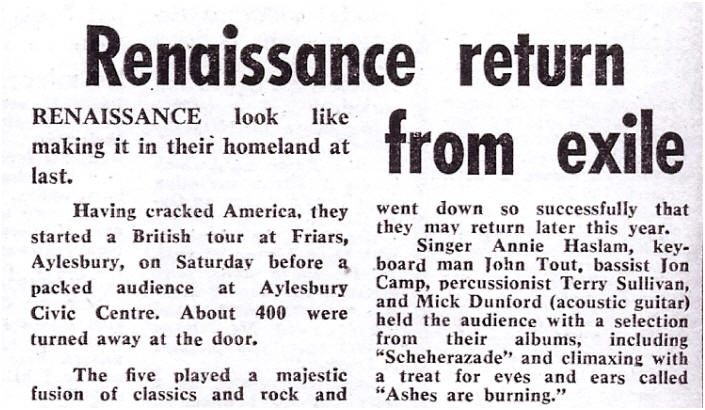 Renaissance return
from exile
RENAISSANCE look like
making it in their homeland at
last.
Having cracked America, they
started a British tour at Friars,
Aylesbury, on Saturday before a
packed audience at Aylesbury
Civic Centre. About 400 were
turned away at the door.
The five played a majestic
fusion of classics and rock and
went down so successfully that
they may return later this year.
Singer Annie Haslam, key-
board man John Tout, bassist Jon
Camp, percussionist Terry Sullivan,
and Mick Dunford (acoustic guitar)
held the audience with a selection
from their albums, including
"Scheherazade" and climaxing with
a treat for eyes and ears called
"Ashes are burning."